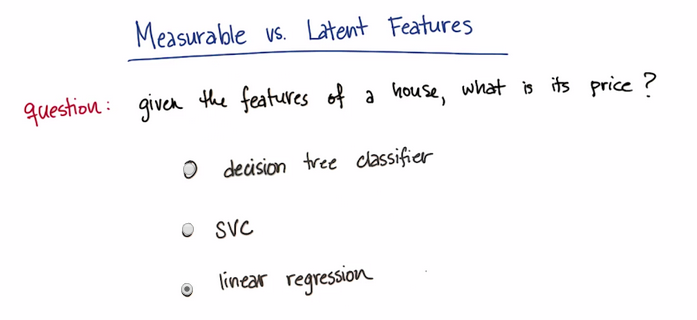 Measurable vs. Latent Features
question: given the features of a house, what is its price?
decision tree classifier
SVC
linear regression